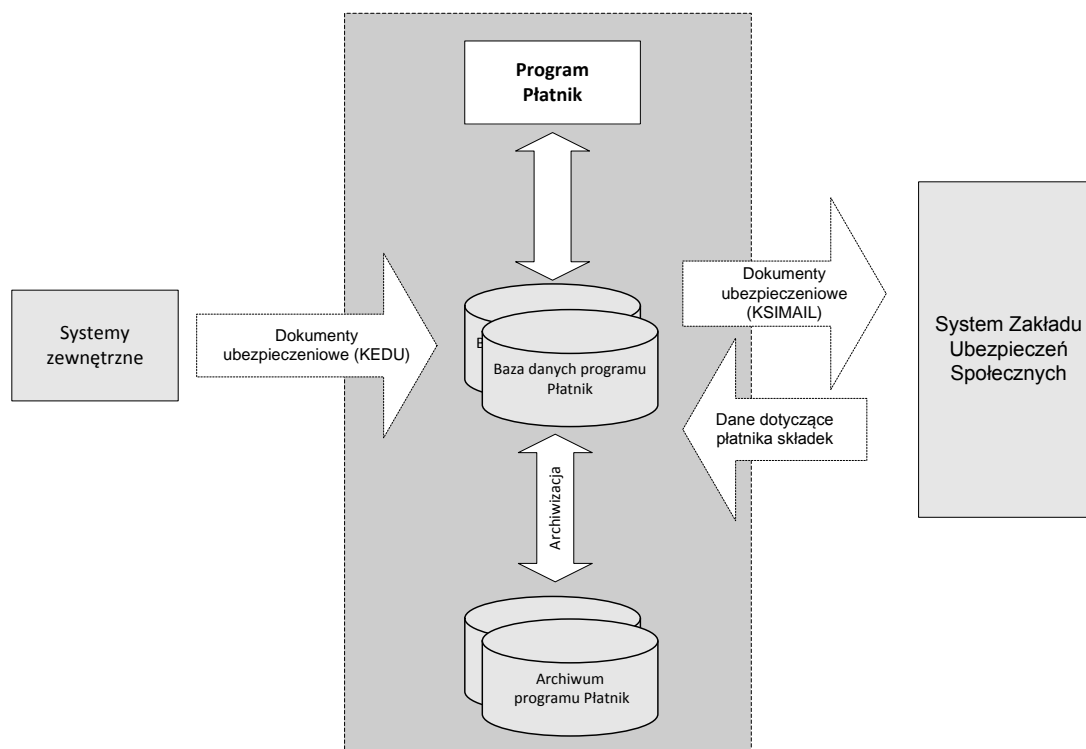 Program
Płatnik
Systemy
zewnętrzne
Dokumenty
ubezpieczeniowe (KEDU)
Baza danych programu
Płatnik
Dokumenty
ubezpieczeniowe
(KSIMAIL)
Dane dotyczące
płatnika składek
System Zakładu
Ubezpieczeń
Społecznych
Archiwizacja
Archiwum
programu Płatnik